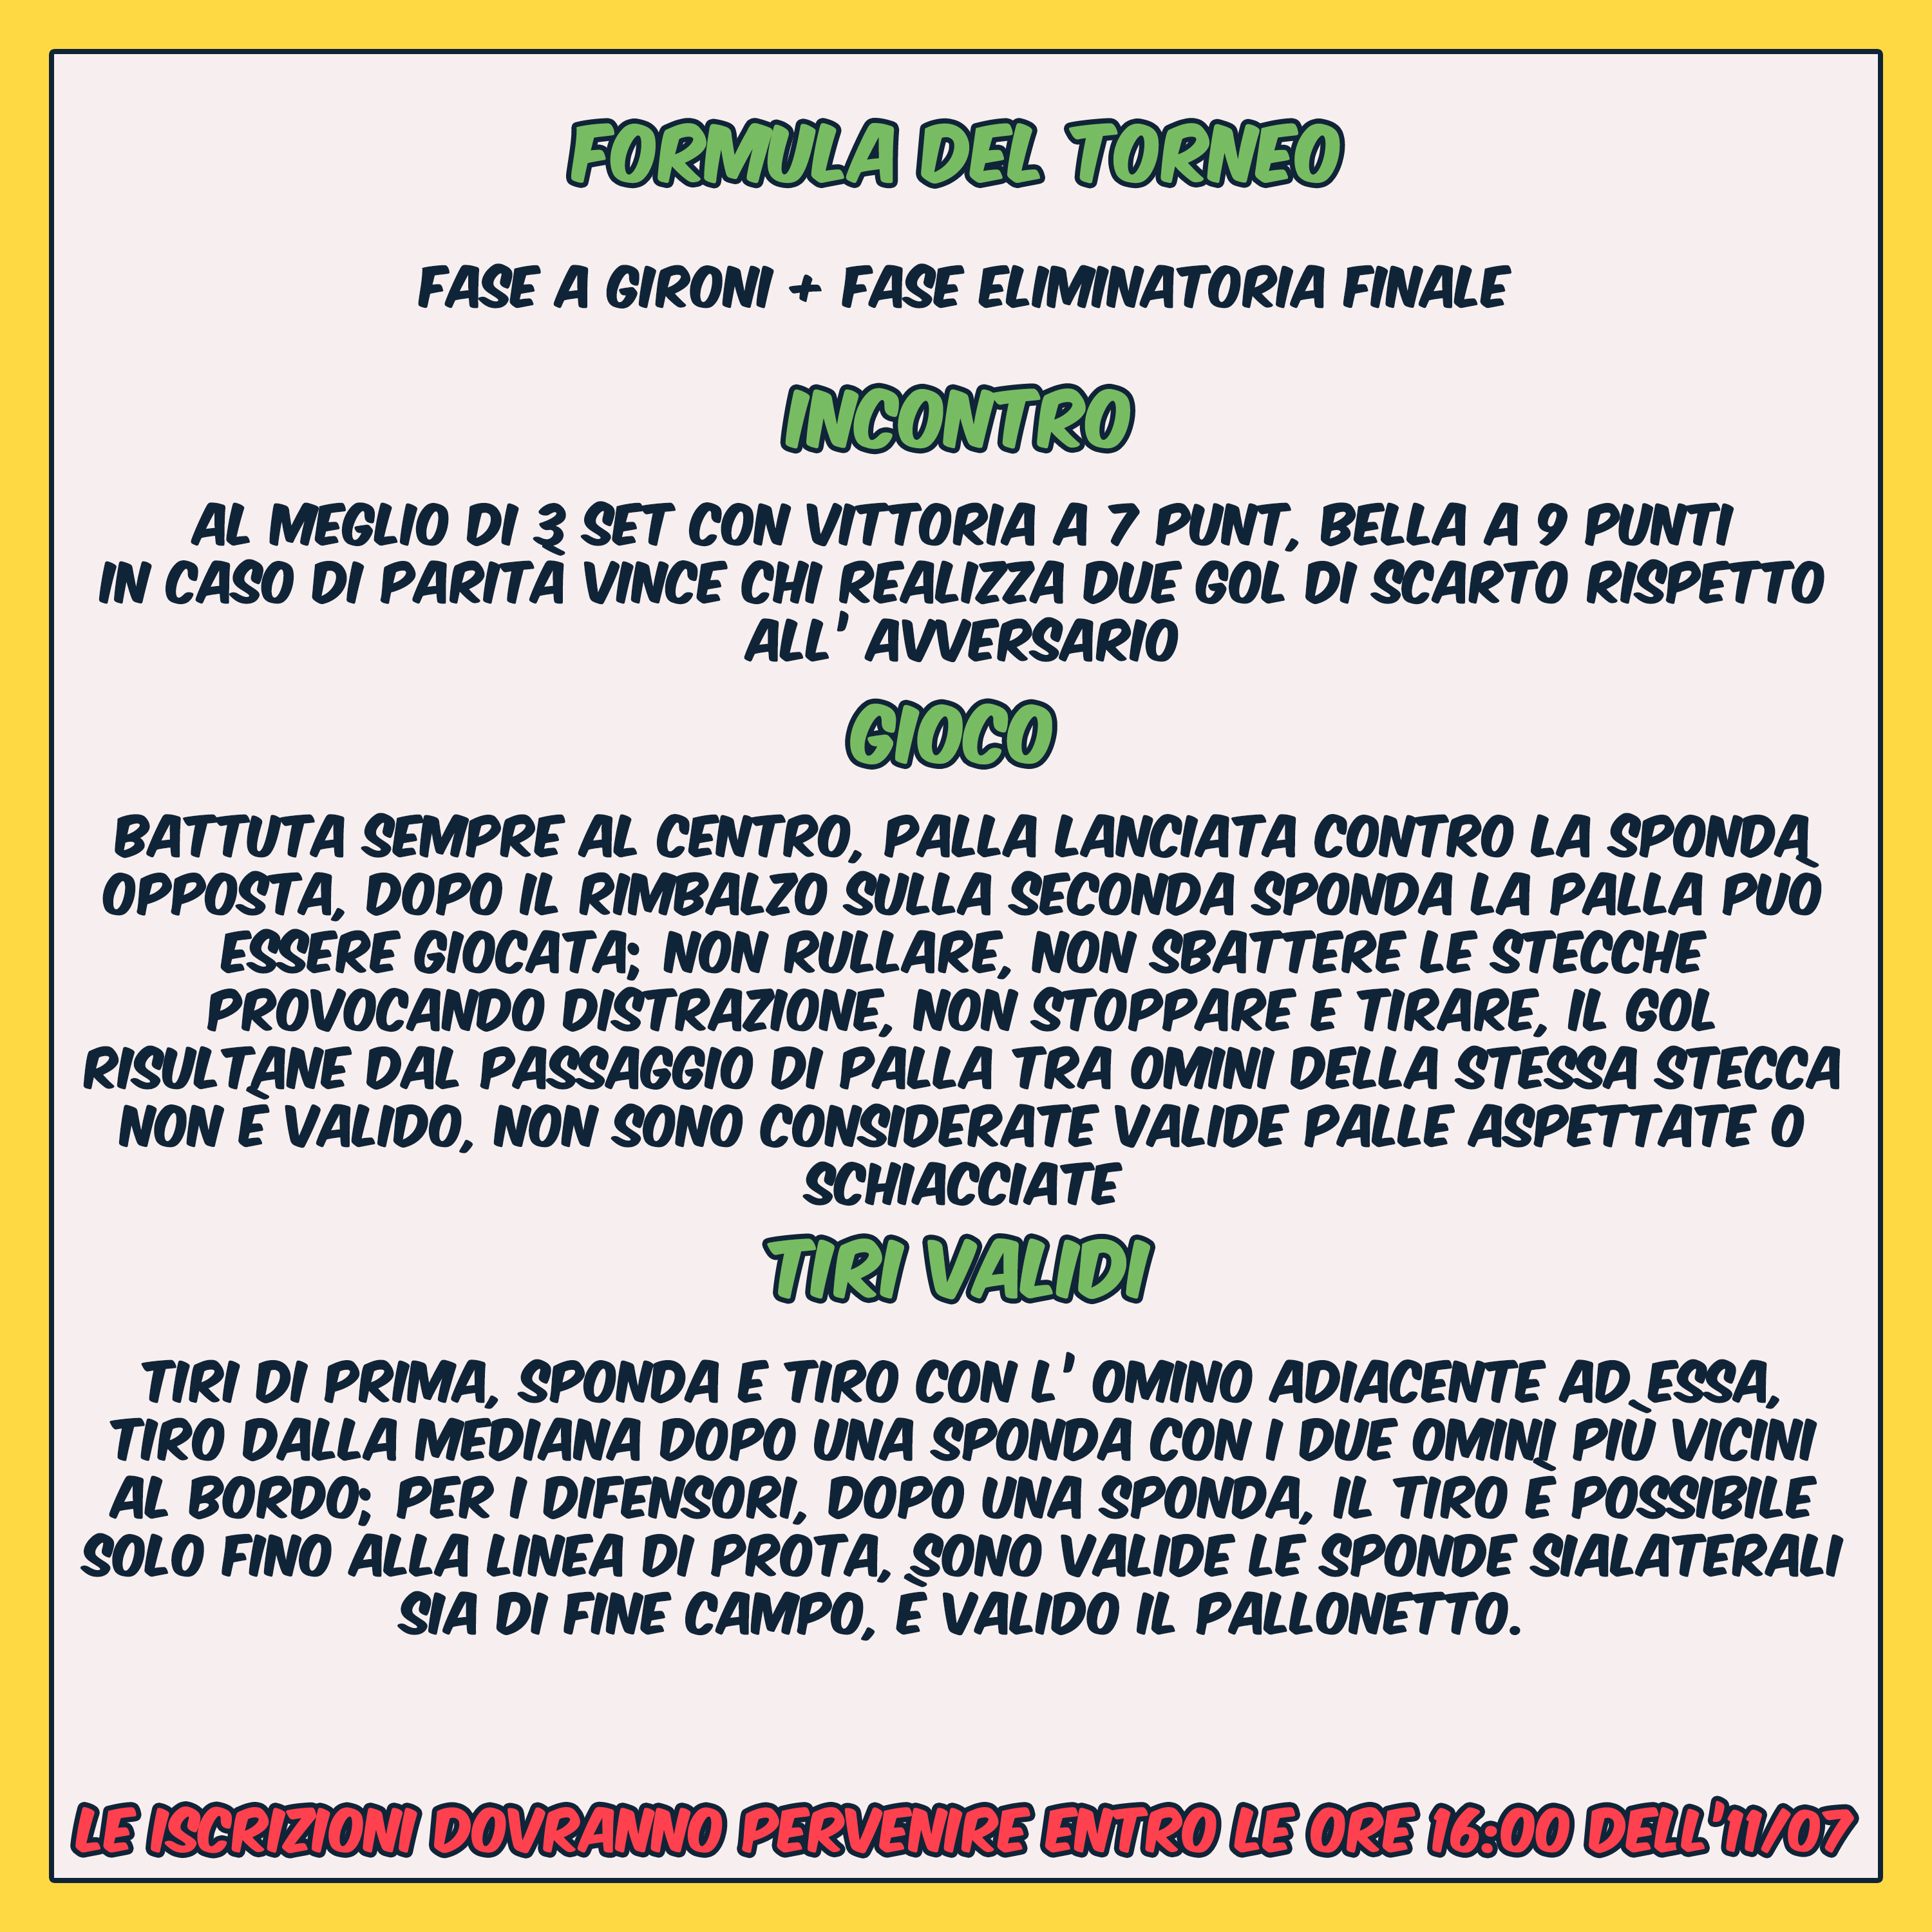 FORMULA DEL TORNEO
FASE A GIRONI + FASE ELIMINATORIA FINALE
INCONTRO
AL MEGLIO DI 3 SET CON VITTORIA A 7 PUNT, BELLA A 9 PUNTI
IN CASO DI PARITÀ VINCE CHI REALIZZA DUE GOL DI SCARTO RISPETTO
ALL' AVVERSARIO
GIOCO
BATTUTA SEMPRE AL CENTRO, PALLA LANCIATA CONTRO LA SPONDA
OPPOSTA, DOPO IL RIMBALZO SULLA SECONDA SPONDA LA PALLA PUÒ
ESSERE GIOCATA; NON RULLARE, NON SBATTERE LE STECCHE
PROVOCANDO DISTRAZIONE, NON STOPPARE E TIRARE, IL GOL
RISULTANE DAL PASSAGGIO DI PALLA TRA OMINI DELLA STESSA STECCA
NON È VALIDO, NON SONO CONSIDERATE VALIDE PALLE ASPETTATE O
SCHIACCIATE
TIRI VALIDI
TIRI DI PRIMA, SPONDA E TIRO CON L' OMINO ADIACENTE AD ESSA,
TIRO DALLA MEDIANA DOPO UNA SPONDA CON I DUE OMINI PIÙ VICINI
AL BORDO; PER I DIFENSORI, DOPO UNA SPONDA, IL TIRO È POSSIBILE
SOLO FINO ALLA LINEA DI PROTA, SONO VALIDE LE SPONDE SIALATERALI
SIA DI FINE CAMPO, È VALIDO IL PALLONETTO.
LE ISCRIZIONI DOVRANNO PERVENIRE ENTRO LE ORE 16:00 DELL'11/07